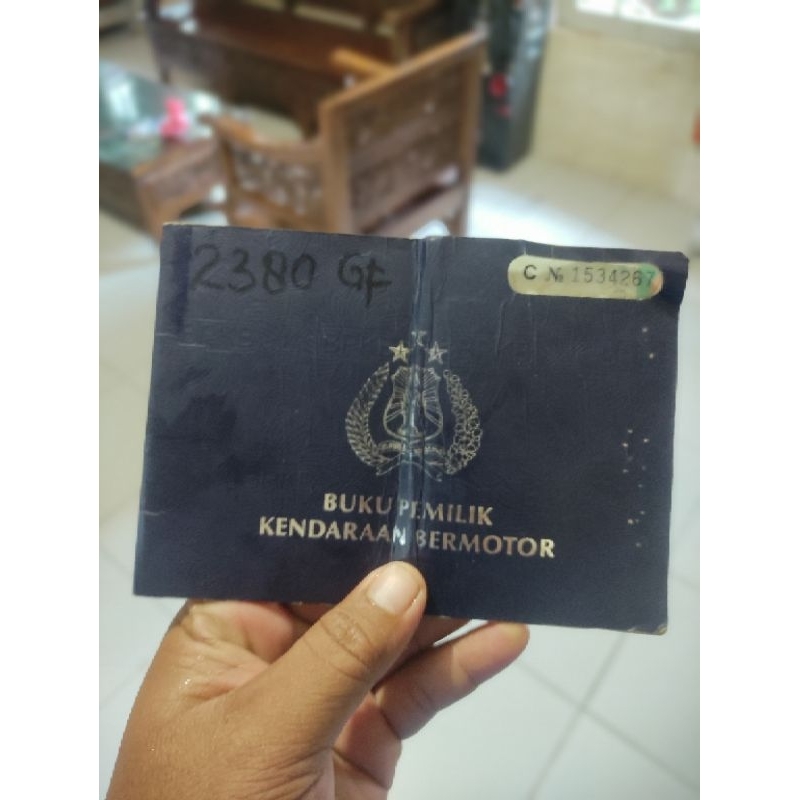 2380 GF
C № 1534267
BUKU PEMILIK
KENDARAAN BERMOTOR